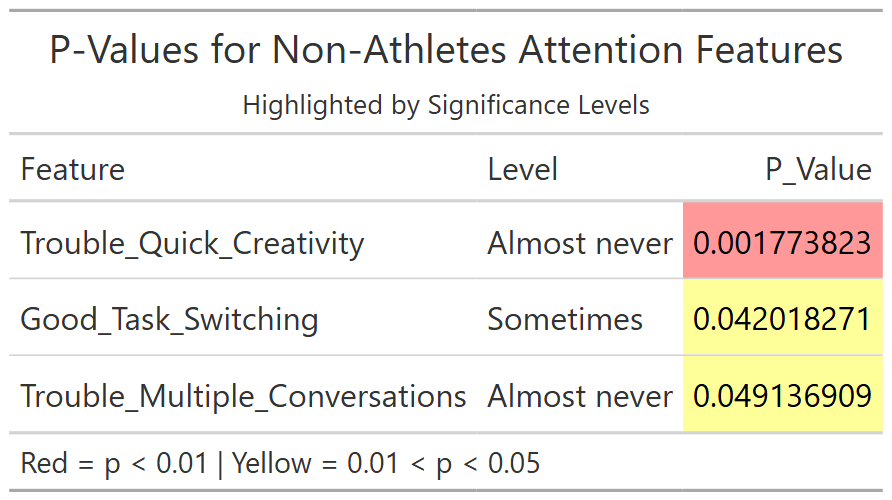 P-Values for Non-Athletes Attention Features
Highlighted by Significance Levels
Feature Level P_Value
Trouble_Quick_Creativity Almost never 0.001773823
Good_Task_Switching Sometimes 0.042018271
Trouble_Multiple_Conversations Almost never 0.049136909
Red = p < 0.01 | Yellow = 0.01 < p < 0.05